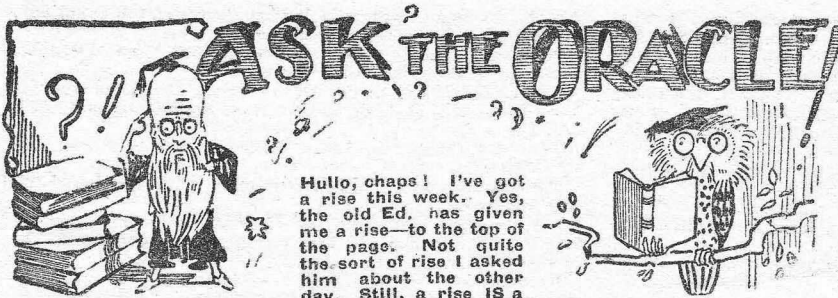 ASK THE ORACLE!
? !
Hullo, chaps! I've got
a rise this week. Yes,
the old Ed. has given
me a rise—to the top of
the page. Not quite
the sort of rise I asked
him about the other
day. Still, a rise IS a